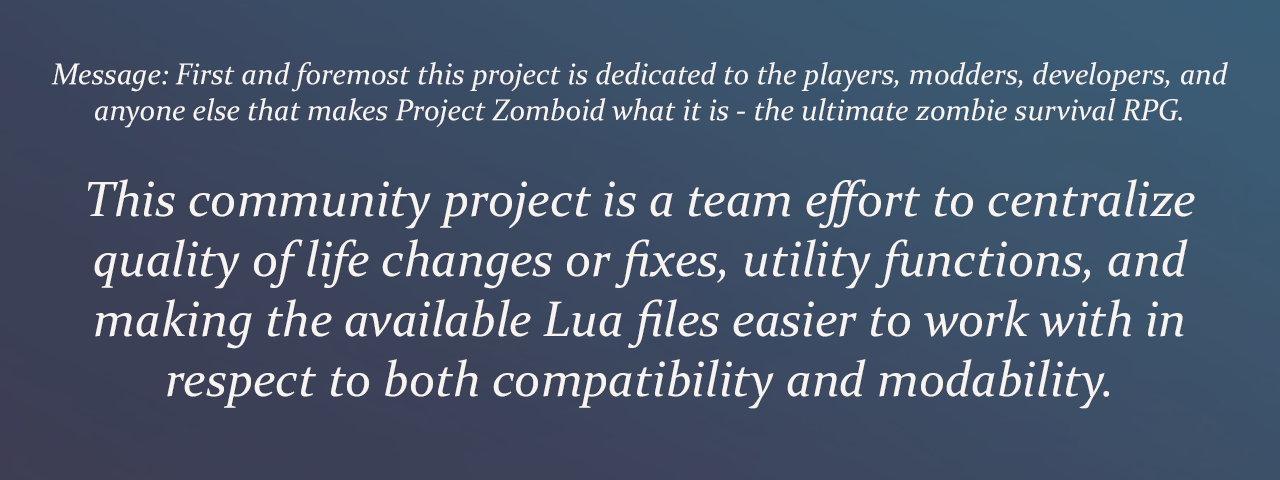 Message: First and foremost this project is dedicated to the players, modders, developers, and
anyone else that makes Project Zomboid what it is - the ultimate zombie survival RPG.
This community project is a team effort to centralize
quality of life changes or fixes, utility functions, and
making the available Lua files easier to work with in
respect to both compatibility and modability.